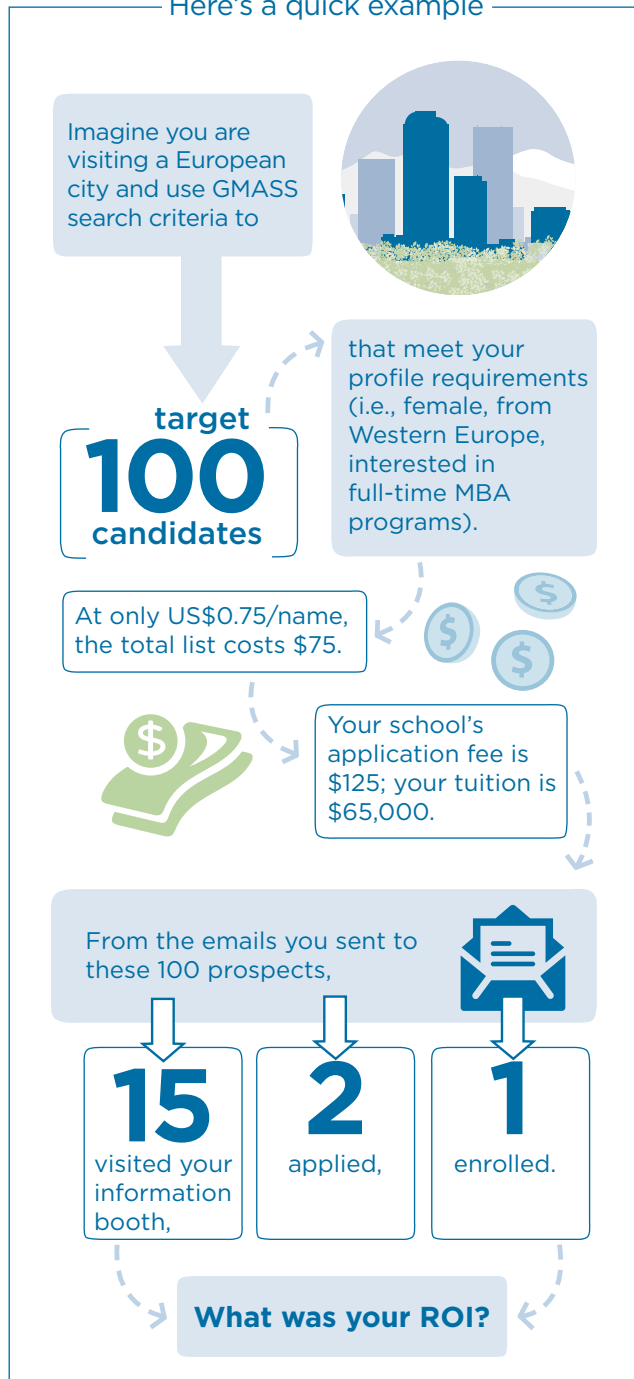 Here's a quick example
Imagine you are
visiting a European
city and use GMASS
search criteria to
target
100
candidates
that meet your
profile requirements
(i.e., female, from
Western Europe,
interested in
full-time MBA
programs).
At only US$0.75/name,
the total list costs $75.
$
$
$
$
Your school's
application fee is
$125; your tuition is
$65,000.
From the emails you sent to
these 100 prospects,
15
visited your
information
booth,
2
applied,
1
enrolled.
What was your ROI?